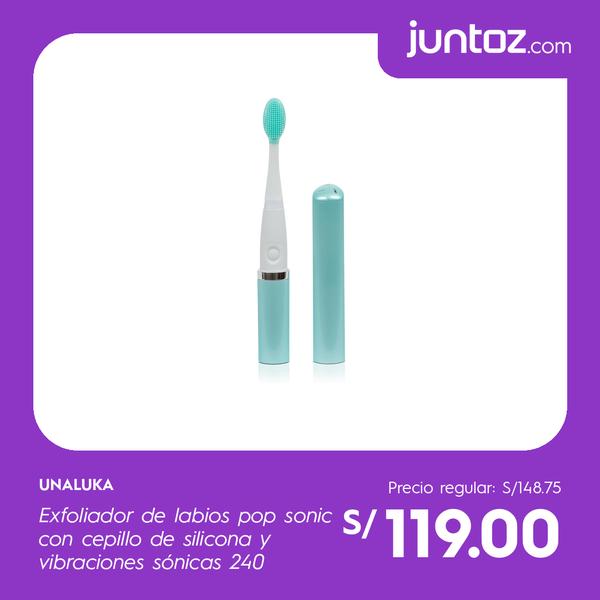 juntoz.com
UNALUKA
Exfoliador de labios pop sonic
con cepillo de silicona y
vibraciones sónicas 240
Precio regular: S/148.75
S/119.00